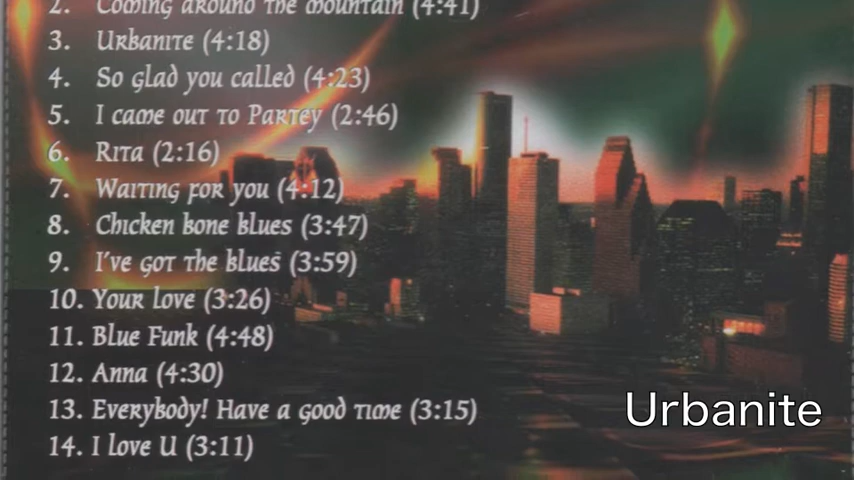 2. Coming around the mountain (4:41)
3. Urbanite (4:18)
4. So glad you called (4:23)
5. I came out to Partey (2:46)
6. Rita (2:16)
7. Waiting for you (4:12)
8. Chicken bone blues (3:47)
9. I've got the blues (3:59)
10. Your love (3:26)
11. Blue Funk (4:48)
12. Anna (4:30)
13. Everybody! Have a good time (3:15)
14. I love U (3:11)
Urbanite